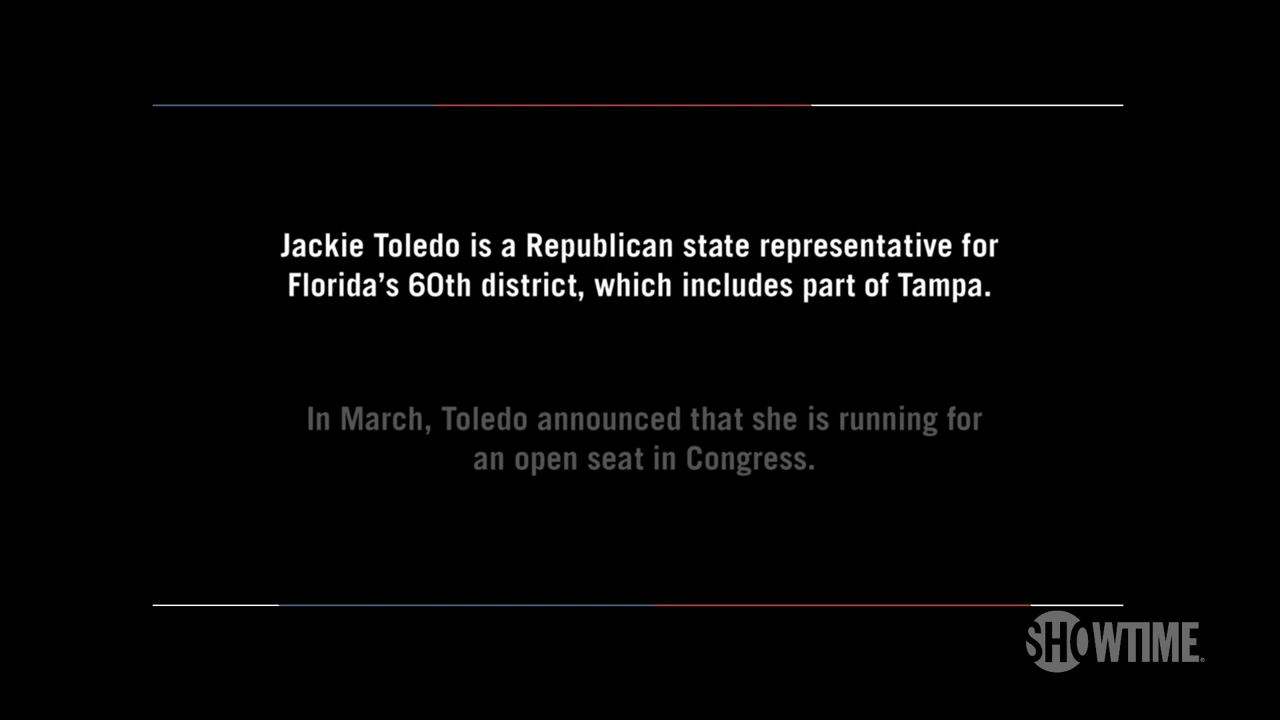 Jackie Toledo is a Republican state representative for
Florida's 60th district, which includes part of Tampa.
In March, Toledo announced that she is running for
an open seat in Congress.
SHOWTIME